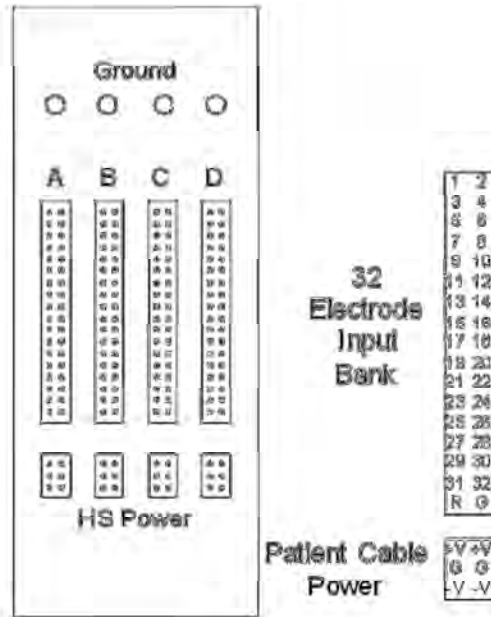 Ground
A B C D
HS Power
32
Electrode
Input
Bank
1 2
3 4
5 6
7 8
9 10
11 12
13 14
15 16
17 18
19 20
21 22
23 24
25 26
27 28
29 30
31 32
R G
Patient Cable
Power
+V +V
G G
-V -V